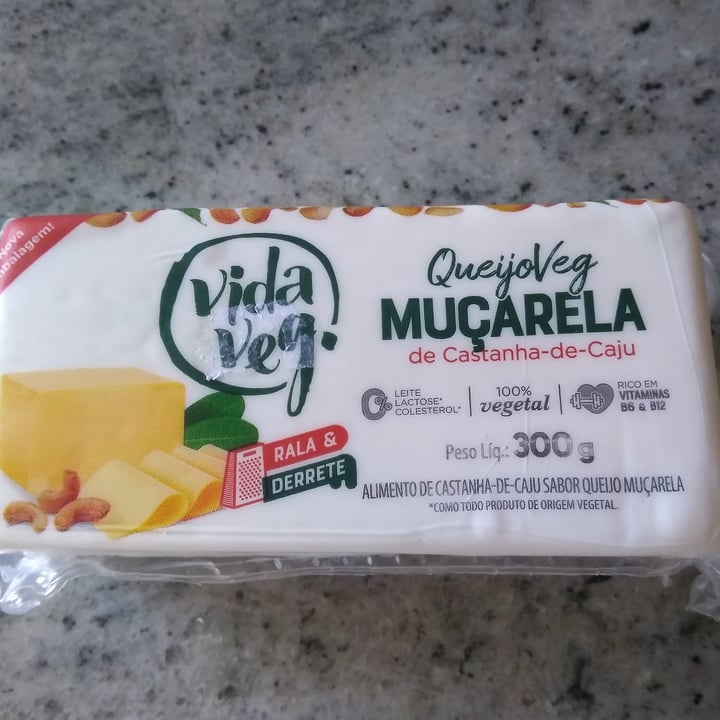 Nova
embalagem!
vida
veg.
QueijoVeg
MUÇARELA
de Castanha-de-Caju
0%
LEITE
LACTOSE*
COLESTEROL*
100%
vegetal
RICO EM
VITAMINAS
B6 & B12
Peso Líq.: 300 g
RALA &
DERRETE
ALIMENTO DE CASTANHA-DE-CAJU SABOR QUEIJO MUÇARELA
*COMO TODO PRODUTO DE ORIGEM VEGETAL.